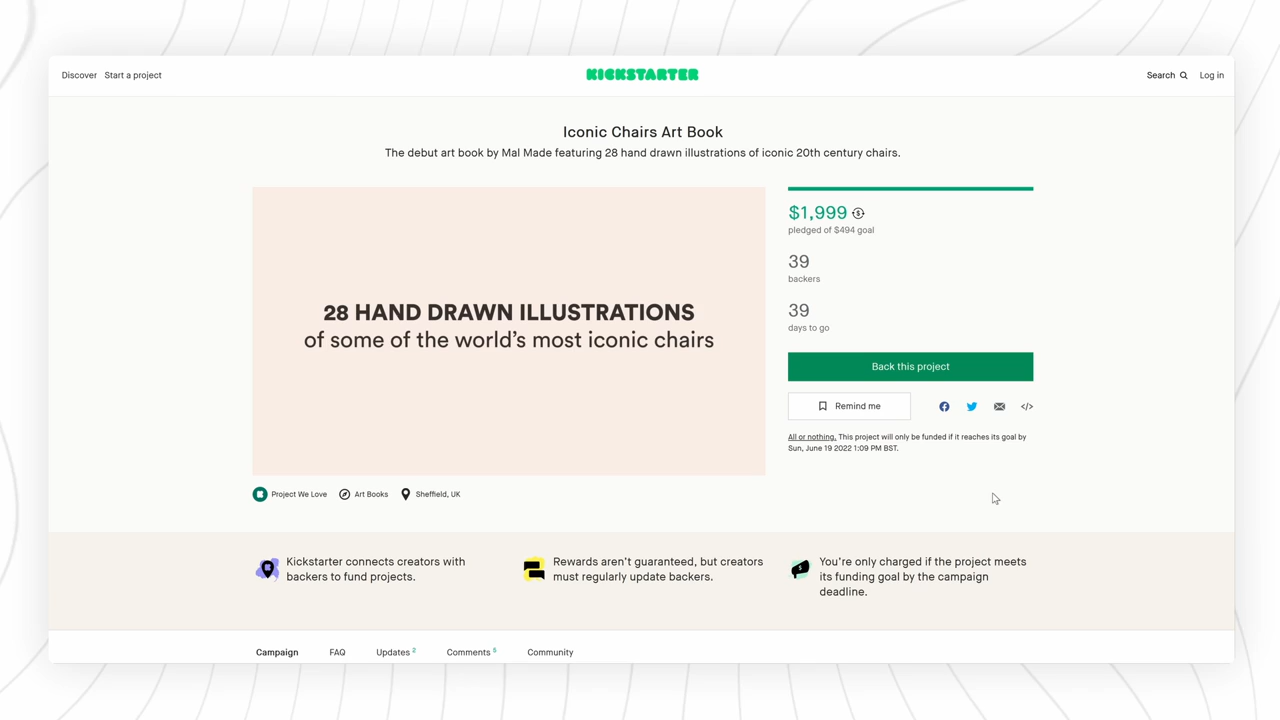 Discover Start a project KICKSTARTER Search Log in
Iconic Chairs Art Book
The debut art book by Mal Made featuring 28 hand drawn illustrations of iconic 20th century chairs.
28 HAND DRAWN ILLUSTRATIONS
of some of the world's most iconic chairs
$1,999
pledged of $494 goal
39
backers
39
days to go
Back this project
Remind me
All or nothing. This project will only be funded if it reaches its goal by
Sun, June 19 2022 1:09 PM BST.
Project We Love Art Books Sheffield, UK
Kickstarter connects creators with
backers to fund projects.
Rewards aren't guaranteed, but creators
must regularly update backers.
You're only charged if the project meets
its funding goal by the campaign
deadline.
Campaign FAQ Updates 2 Comments 5 Community